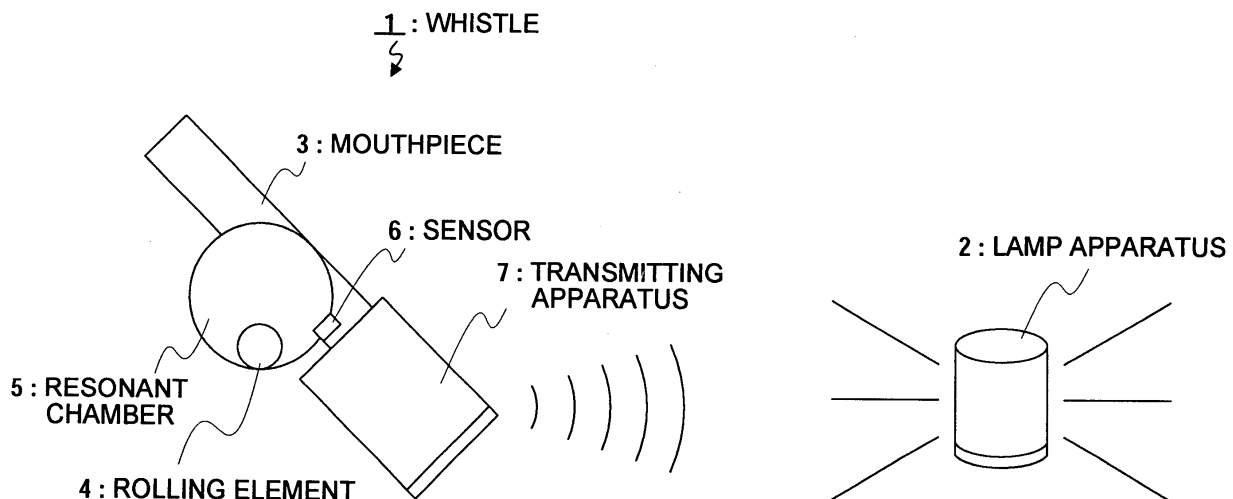 1 : WHISTLE
3 : MOUTHPIECE
6 : SENSOR
7 : TRANSMITTING
APPARATUS
2 : LAMP APPARATUS
5 : RESONANT
CHAMBER
4 : ROLLING ELEMENT